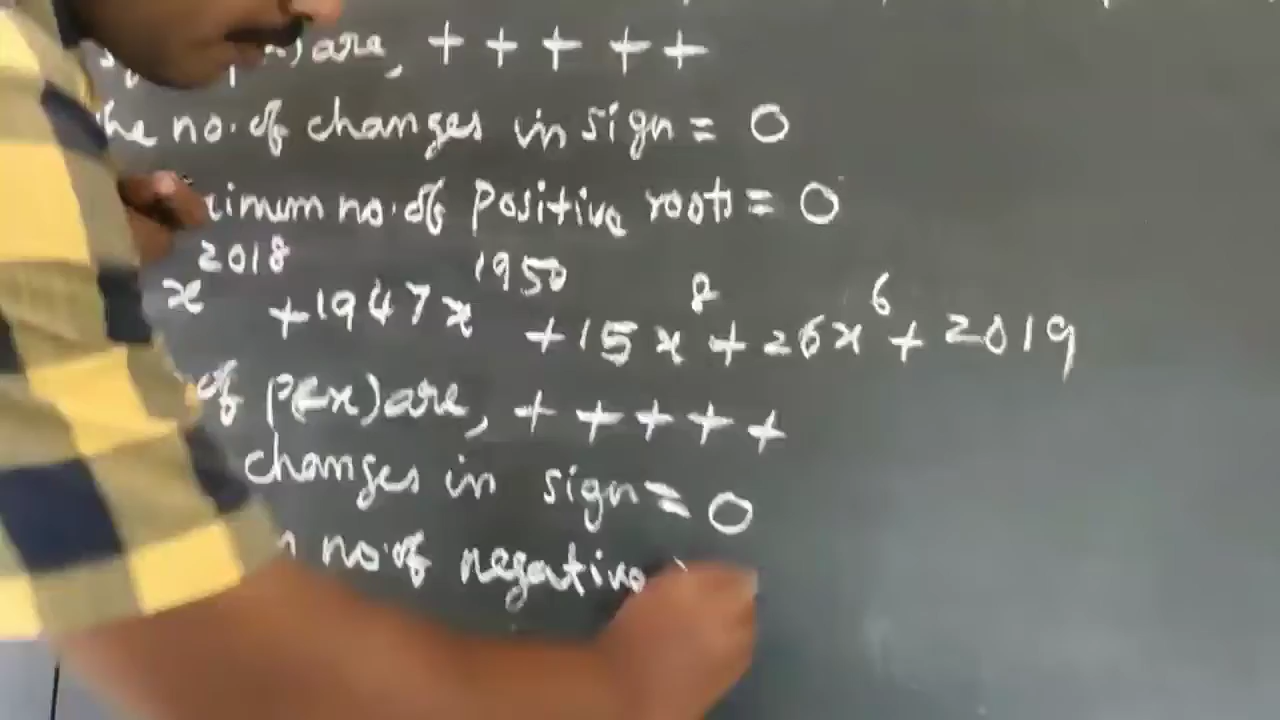 are, + + + + +
he no. of changes in sign = 0
imum no. of positive roots = 0
x^2018 + 1947x^1950 + 15x^8 + 26x^6 + 2019
of P(-x) are, + + + + +
changes in sign = 0
no. of negative